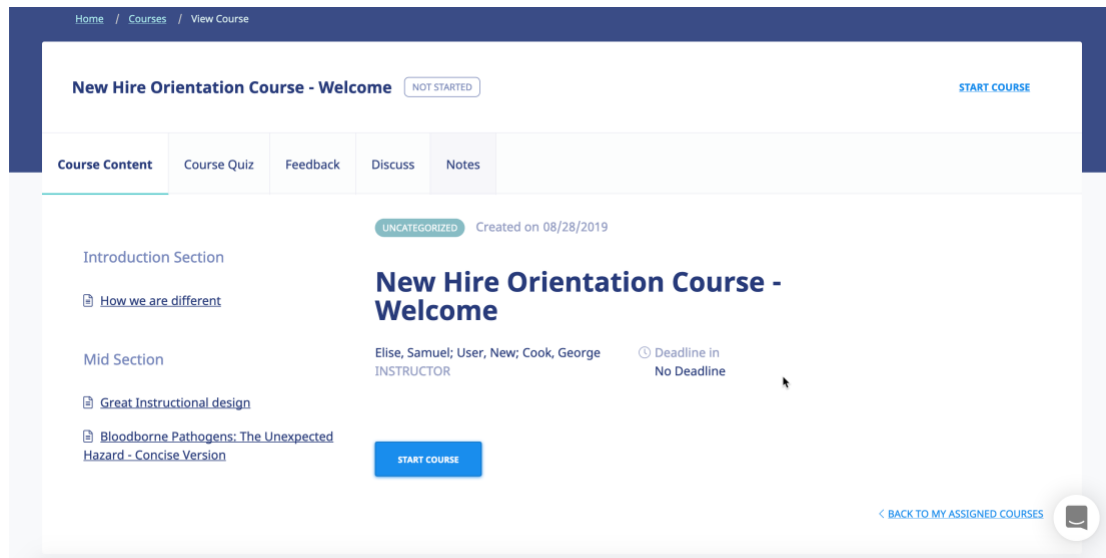 Home / Courses / View Course
New Hire Orientation Course - Welcome NOT STARTED START COURSE
Course Content Course Quiz Feedback Discuss Notes
UNCATEGORIZED Created on 08/28/2019
Introduction Section
How we are different
Mid Section
Great Instructional design
Bloodborne Pathogens: The Unexpected
Hazard - Concise Version
New Hire Orientation Course -
Welcome
Elise, Samuel; User, New; Cook, George
INSTRUCTOR
Deadline in
No Deadline
START COURSE
< BACK TO MY ASSIGNED COURSES